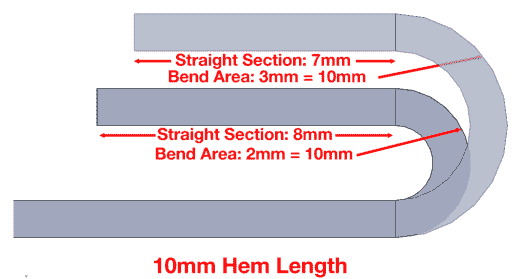 Straight Section: 7mm
Bend Area: 3mm = 10mm
Straight Section: 8mm
Bend Area: 2mm = 10mm
10mm Hem Length